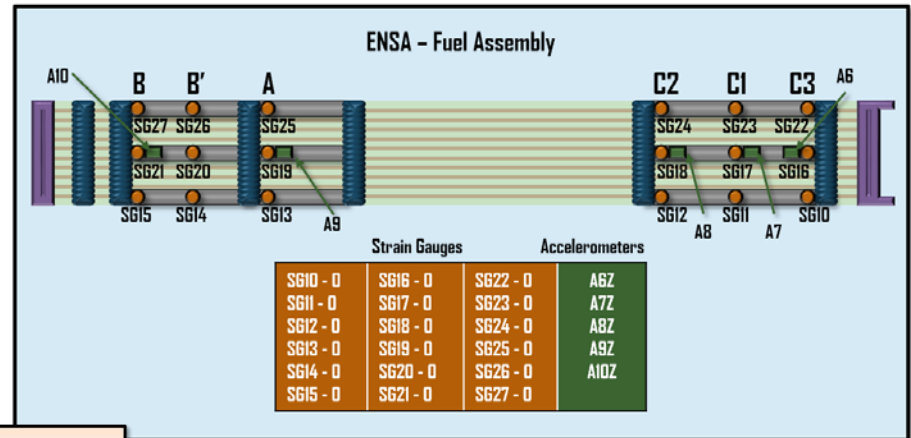 ENSA – Fuel Assembly
A10 B B' A C2 C1 C3 A6
SG27 SG26 SG25 SG24 SG23 SG22
SG21 SG20 SG19 SG18 SG17 SG16
SG15 SG14 SG13 SG12 SG11 SG10
A9 A8 A7
Strain Gauges Accelerometers
SG10 - 0 SG16 - 0 SG22 - 0 A6Z
SG11 - 0 SG17 - 0 SG23 - 0 A7Z
SG12 - 0 SG18 - 0 SG24 - 0 A8Z
SG13 - 0 SG19 - 0 SG25 - 0 A9Z
SG14 - 0 SG20 - 0 SG26 - 0 A10Z
SG15 - 0 SG21 - 0 SG27 - 0